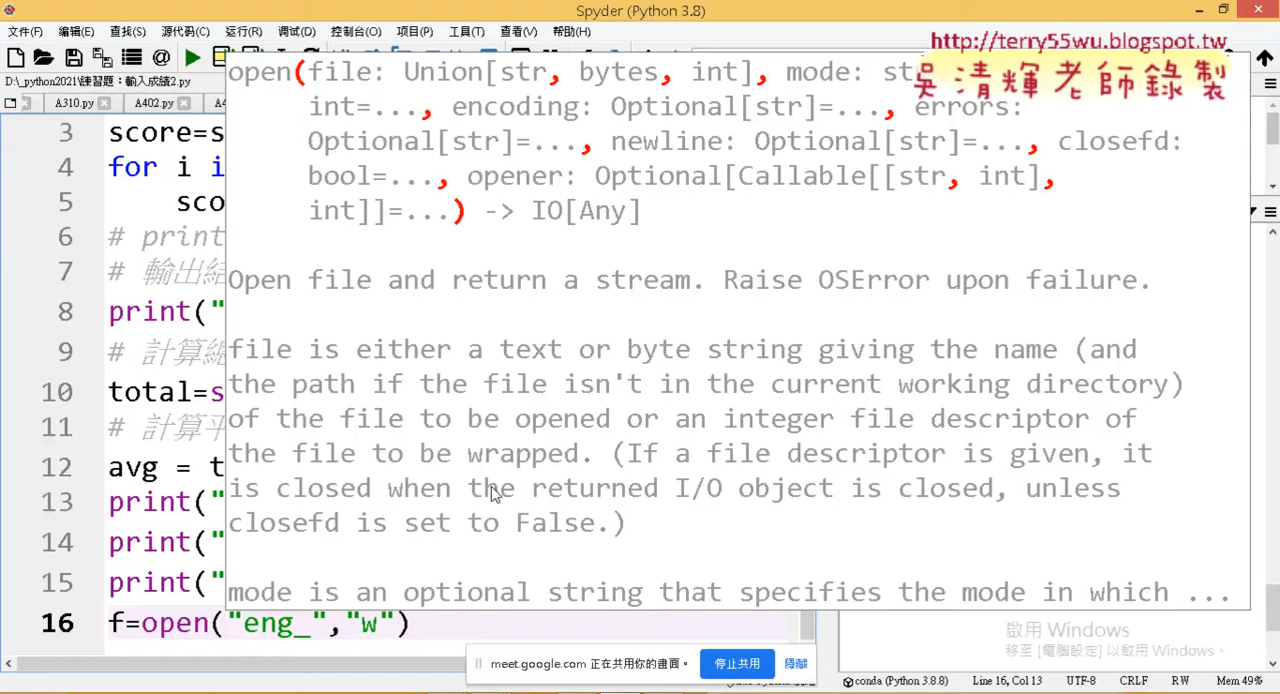 Spyder (Python 3.8)
文件(F) 编辑(E) 查找(S) 源代码(C) 运行(R) 调试(D) 控制台(O) 项目(P) 工具(T) 查看(V) 帮助(H)
http://terry55wu.blogspot.tw
吳清輝老師錄製
D:\_python2021\練習題：輸入成績2.py
A310.py A402.py
open(file: Union[str, bytes, int], mode:
int=..., encoding: Optional[str]=..., errors:
Optional[str]=..., newline: Optional[str]=..., closefd:
bool=..., opener: Optional[Callable[[str, int],
int]]=...) -> IO[Any]
Open file and return a stream. Raise OSError upon failure.
file is either a text or byte string giving the name (and
the path if the file isn't in the current working directory)
of the file to be opened or an integer file descriptor of
the file to be wrapped. (If a file descriptor is given, it
is closed when the returned I/O object is closed, unless
closefd is set to False.)
mode is an optional string that specifies the mode in which ...
3 score=s
4 for i i
5 sco
6 # print
7 # 輸出結
8 print("
9 # 計算總
10 total=s
11 # 計算平
12 avg = t
13 print("
14 print("
15 print("
16 f=open("eng_","w")
啟用 Windows
移至 [電腦設定] 以啟用 Windows。
meet.google.com 正在共用你的畫面。 停止共用 隱藏
conda (Python 3.8.8) Line 16, Col 13 UTF-8 CRLF RW Mem 49%